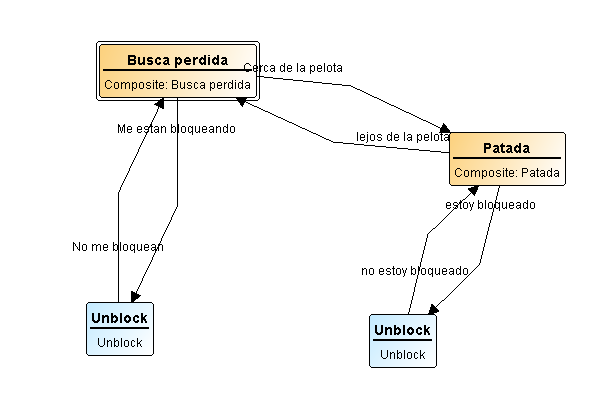 Busca perdida
Composite: Busca perdida
Cerca de la pelota
Me estan bloqueando
lejos de la pelota
Patada
Composite: Patada
estoy bloqueado
No me bloquean
no estoy bloqueado
Unblock
Unblock
Unblock
Unblock